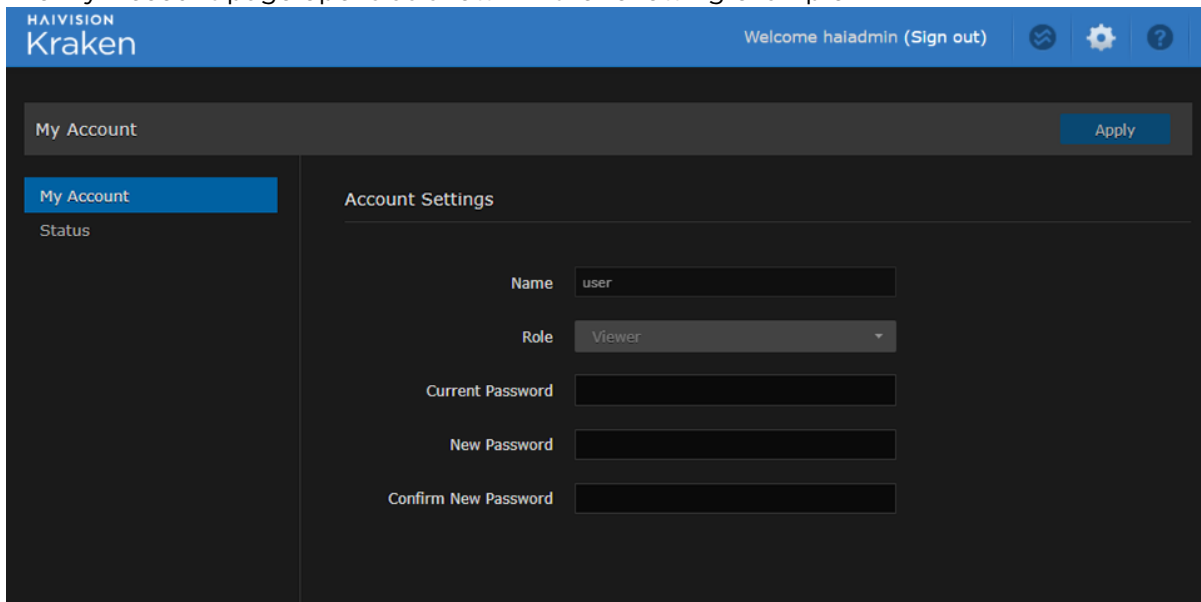 HAIVISION
Kraken
Welcome haiadmin (Sign out)
?
My Account
Apply
My Account
Status
Account Settings
Name user
Role Viewer
Current Password
New Password
Confirm New Password